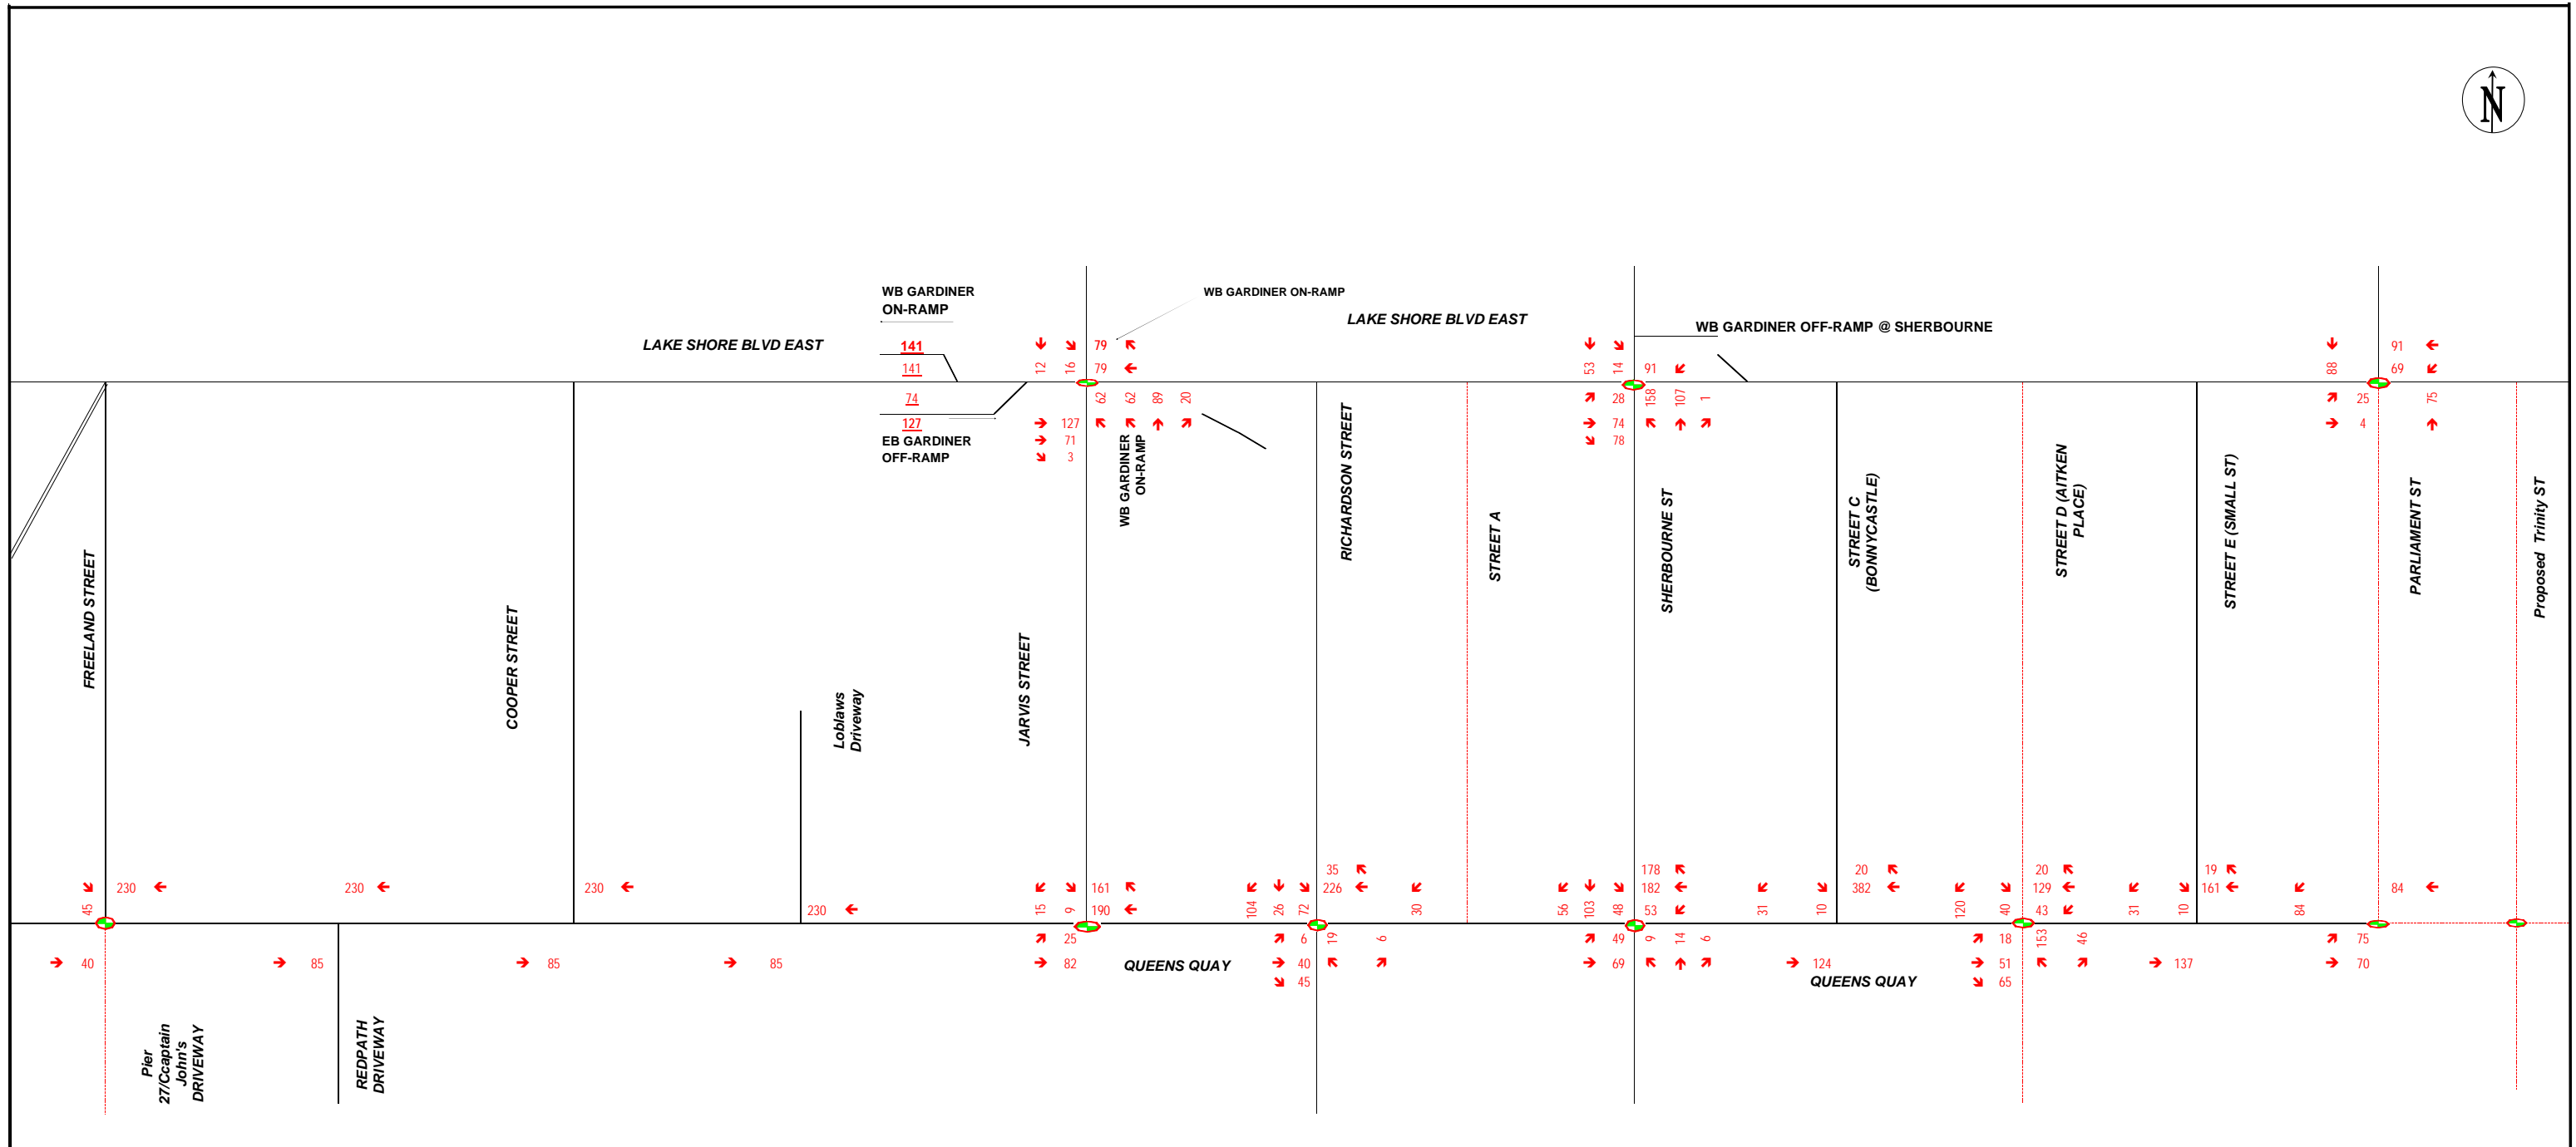 N
WB GARDINER
ON-RAMP
WB GARDINER ON-RAMP
LAKE SHORE BLVD EAST
WB GARDINER OFF-RAMP @ SHERBOURNE
LAKE SHORE BLVD EAST
141
141
74
127
EB GARDINER
OFF-RAMP
12
16
79
79
127
71
3
62
62
89
20
WB GARDINER
ON-RAMP
53
14
91
28
74
78
158
107
1
88
91
69
25
4
75
FREELAND STREET
COOPER STREET
Loblaws
Driveway
JARVIS STREET
RICHARDSON STREET
STREET A
SHERBOURNE ST
STREET C
(BONNYCASTLE)
STREET D (AITKEN
PLACE)
STREET E (SMALL ST)
PARLIAMENT ST
Proposed Trinity ST
45
230
230
230
230
15
9
161
190
104
26
72
35
226
30
56
103
48
178
182
53
31
10
20
382
120
40
20
129
43
31
10
19
161
84
84
40
85
85
85
25
82
QUEENS QUAY
6
40
45
19
6
49
69
9
14
6
124
QUEENS QUAY
18
51
65
153
46
137
75
70
Pier
27/Ccaptain
John's
DRIVEWAY
REDPATH
DRIVEWAY